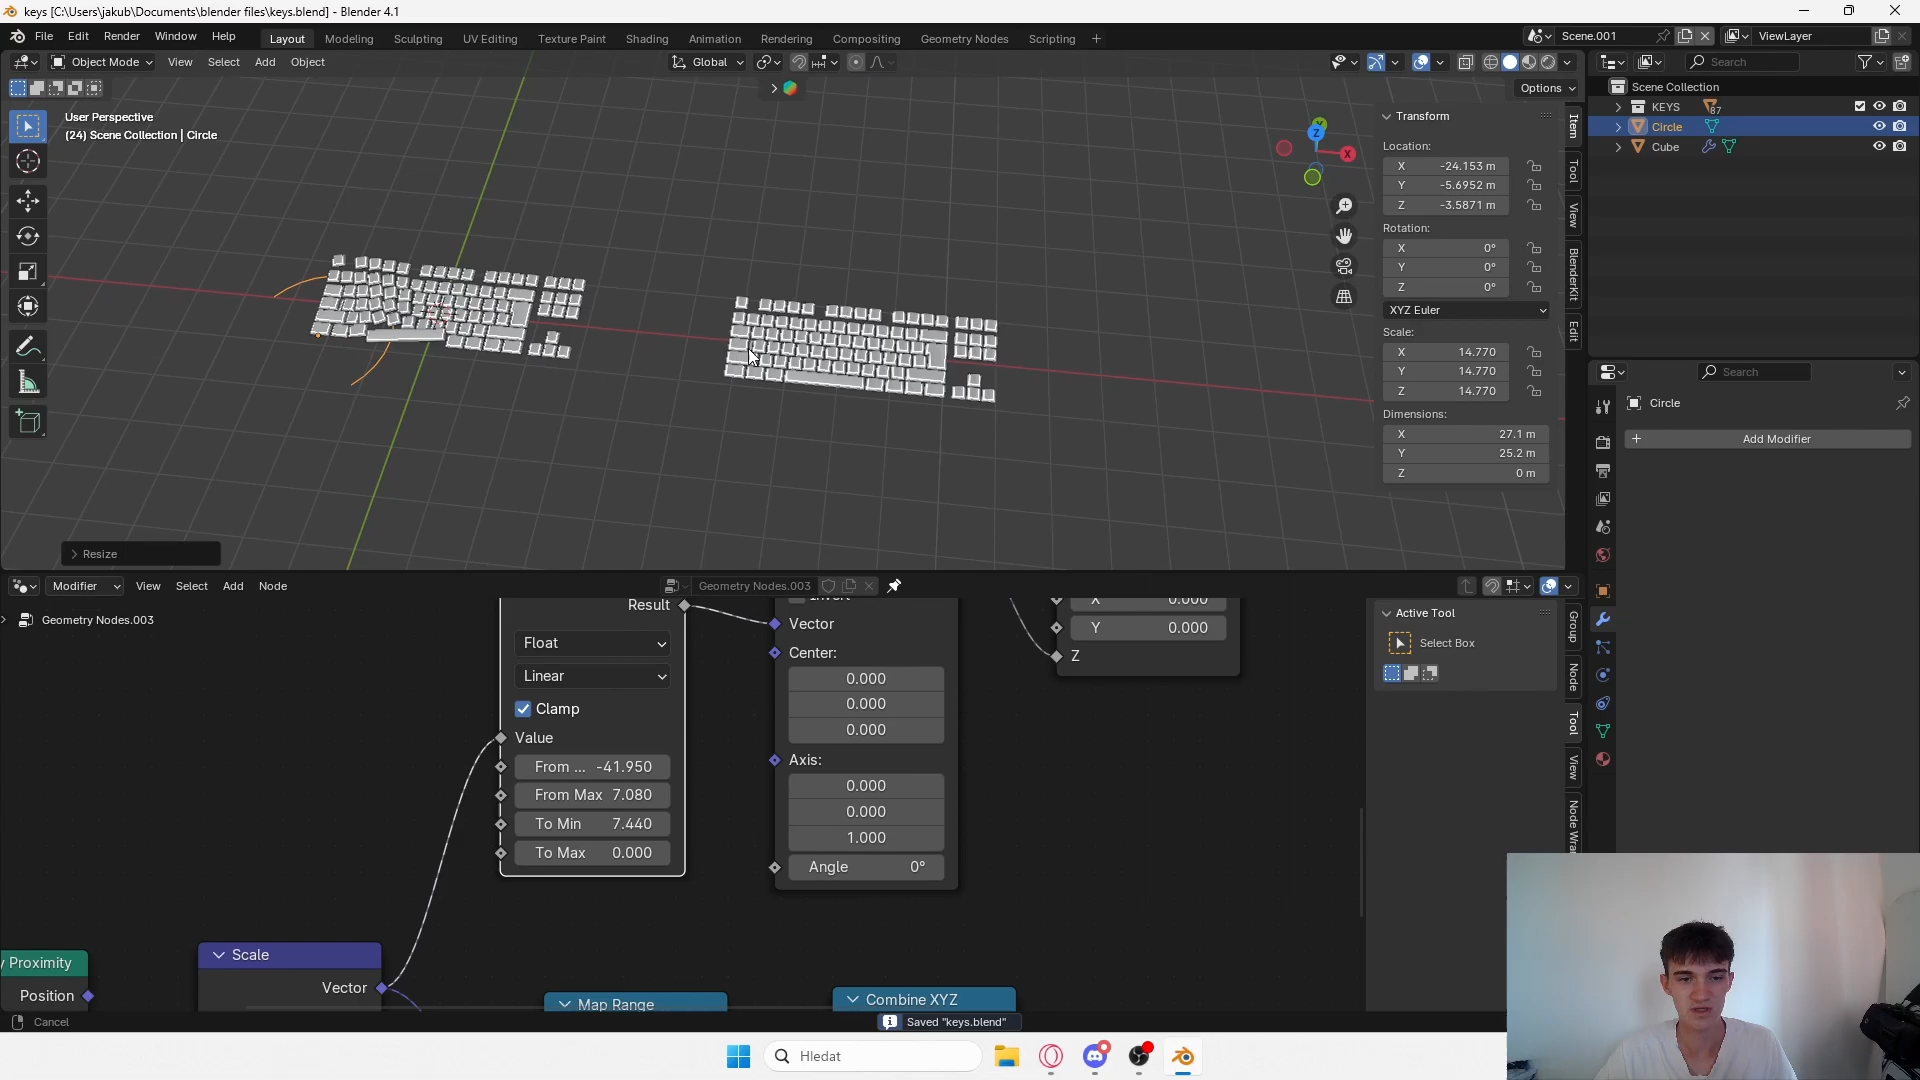 keys [C:\Users\jakub\Documents\blender files\keys.blend] - Blender 4.1
File Edit Render Window Help
Layout Modeling Sculpting UV Editing Texture Paint Shading Animation Rendering Compositing Geometry Nodes Scripting
Scene.001 ViewLayer
Object Mode View Select Add Object Global
Search
Options
User Perspective
(24) Scene Collection | Circle
Z
X
Transform
Location:
X -24.153 m
Y -5.6952 m
Z -3.5871 m
Rotation:
X 0°
Y 0°
Z 0°
XYZ Euler
Scale:
X 14.770
Y 14.770
Z 14.770
Dimensions:
X 27.1 m
Y 25.2 m
Z 0 m
Item
Tool
View
BlenderKit
Edit
Scene Collection
KEYS 87
Circle
Cube
Search
Circle
Add Modifier
Resize
Modifier View Select Add Node
Geometry Nodes.003
Geometry Nodes.003
Result
Float
Linear
Clamp
Value
From ... -41.950
From Max 7.080
To Min 7.440
To Max 0.000
Invert
Vector
Center:
0.000
0.000
0.000
Axis:
0.000
0.000
1.000
Angle 0°
X 0.000
Y 0.000
Z
Active Tool
Select Box
Group
Node
Tool
View
Node Wra
y Proximity
Position
Scale
Vector
Map Range
Combine XYZ
Cancel
Saved "keys.blend"
Hledat